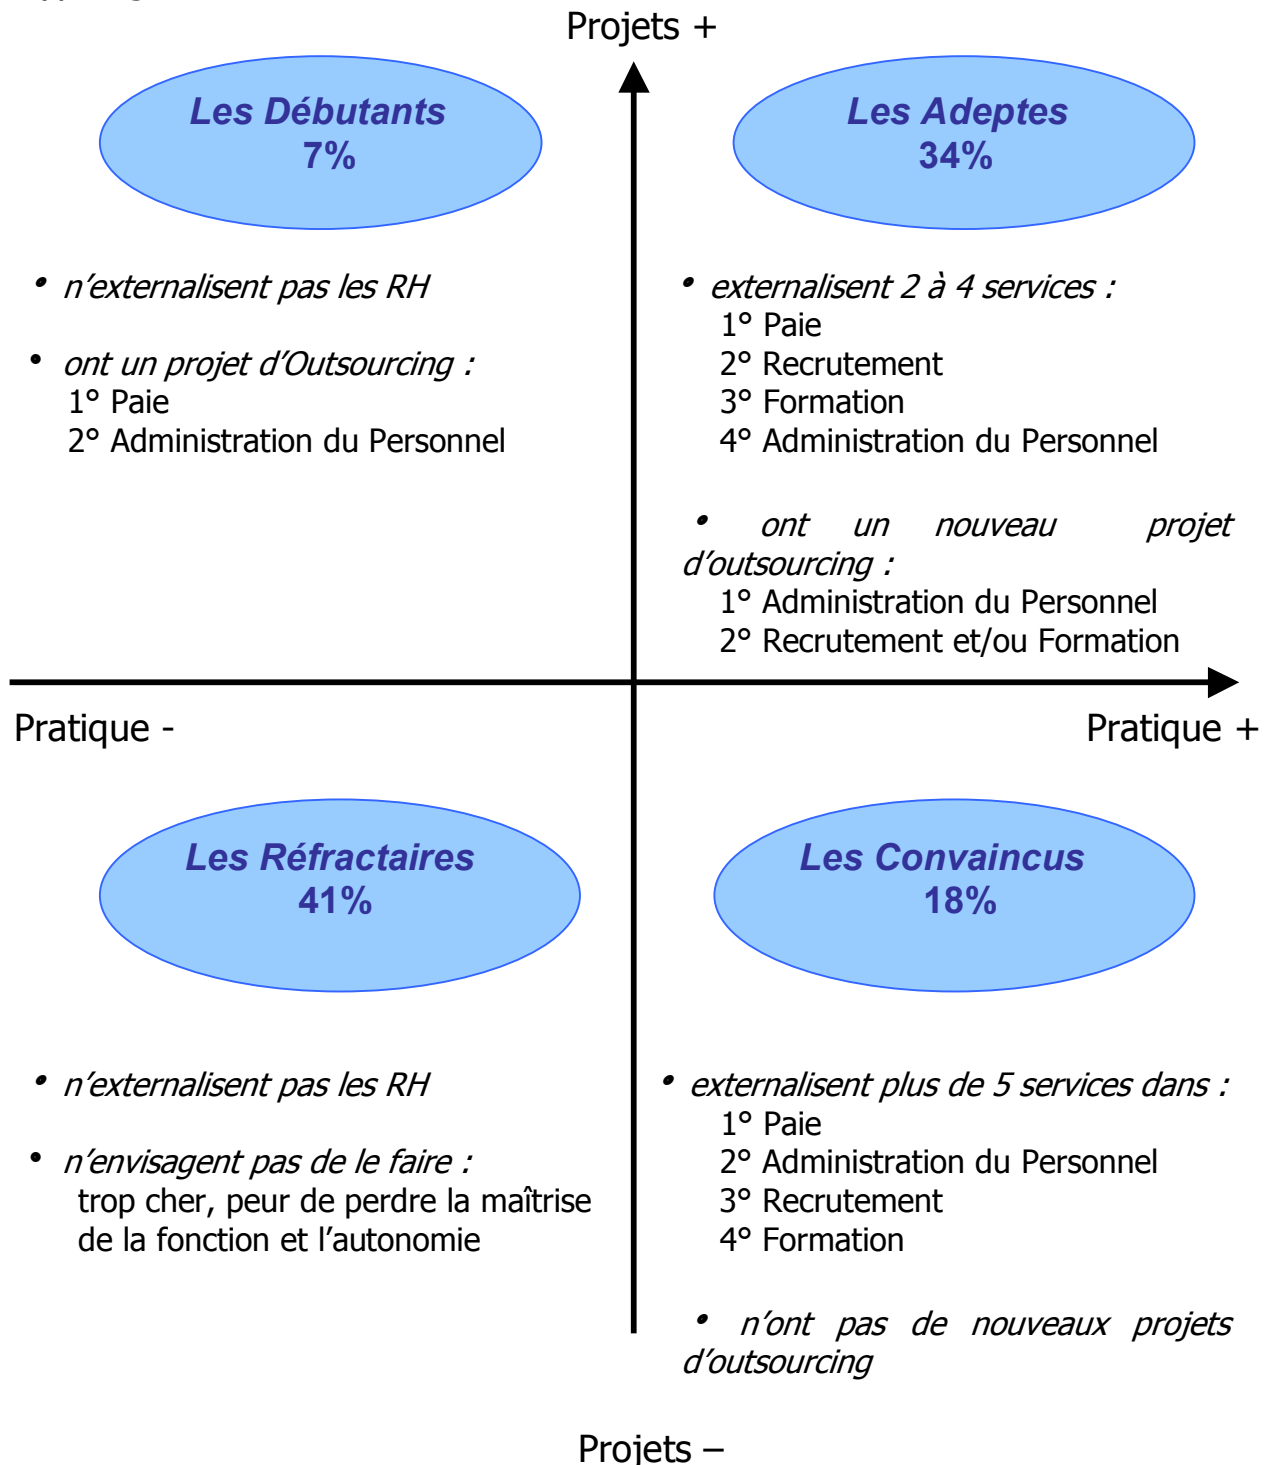 Projets +
Les Débutants
7%
• n’externalisent pas les RH
• ont un projet d’Outsourcing :
1° Paie
2° Administration du Personnel
Les Adeptes
34%
• externalisent 2 à 4 services :
1° Paie
2° Recrutement
3° Formation
4° Administration du Personnel
• ont un nouveau projet
d’outsourcing :
1° Administration du Personnel
2° Recrutement et/ou Formation
Pratique -
Pratique +
Les Réfractaires
41%
• n’externalisent pas les RH
• n’envisagent pas de le faire :
trop cher, peur de perdre la maîtrise
de la fonction et l’autonomie
Les Convaincus
18%
• externalisent plus de 5 services dans :
1° Paie
2° Administration du Personnel
3° Recrutement
4° Formation
• n’ont pas de nouveaux projets
d’outsourcing
Projets –